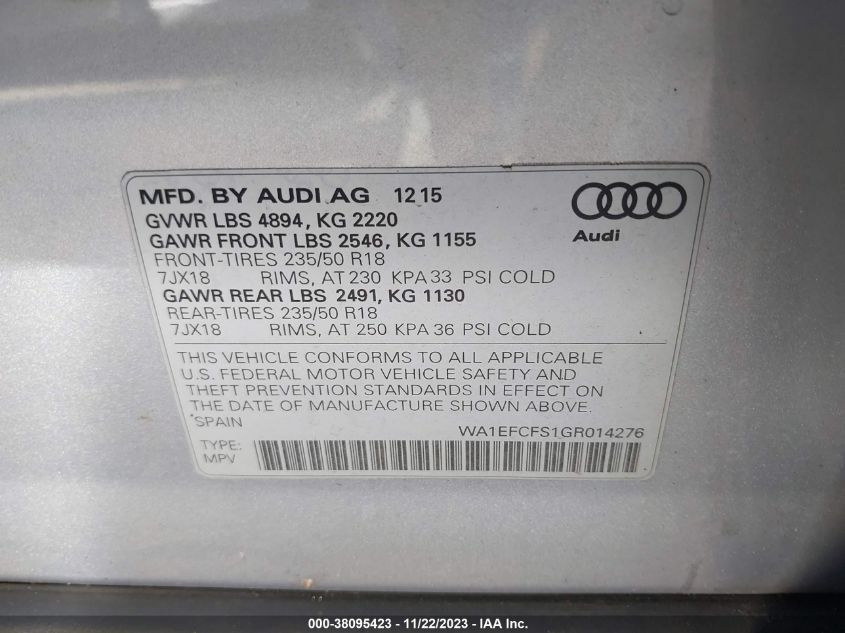 MFD. BY AUDI AG 12 15
GVWR LBS 4894, KG 2220
GAWR FRONT LBS 2546, KG 1155
FRONT-TIRES 235/50 R18
7JX18 RIMS, AT 230 KPA 33 PSI COLD
GAWR REAR LBS 2491, KG 1130
REAR-TIRES 235/50 R18
7JX18 RIMS, AT 250 KPA 36 PSI COLD
Audi
THIS VEHICLE CONFORMS TO ALL APPLICABLE
U.S. FEDERAL MOTOR VEHICLE SAFETY AND
THEFT PREVENTION STANDARDS IN EFFECT ON
THE DATE OF MANUFACTURE SHOWN ABOVE.
*SPAIN
WA1EFCFS1GR014276
TYPE:
MPV
000-38095423 - 11/22/2023 - IAA Inc.